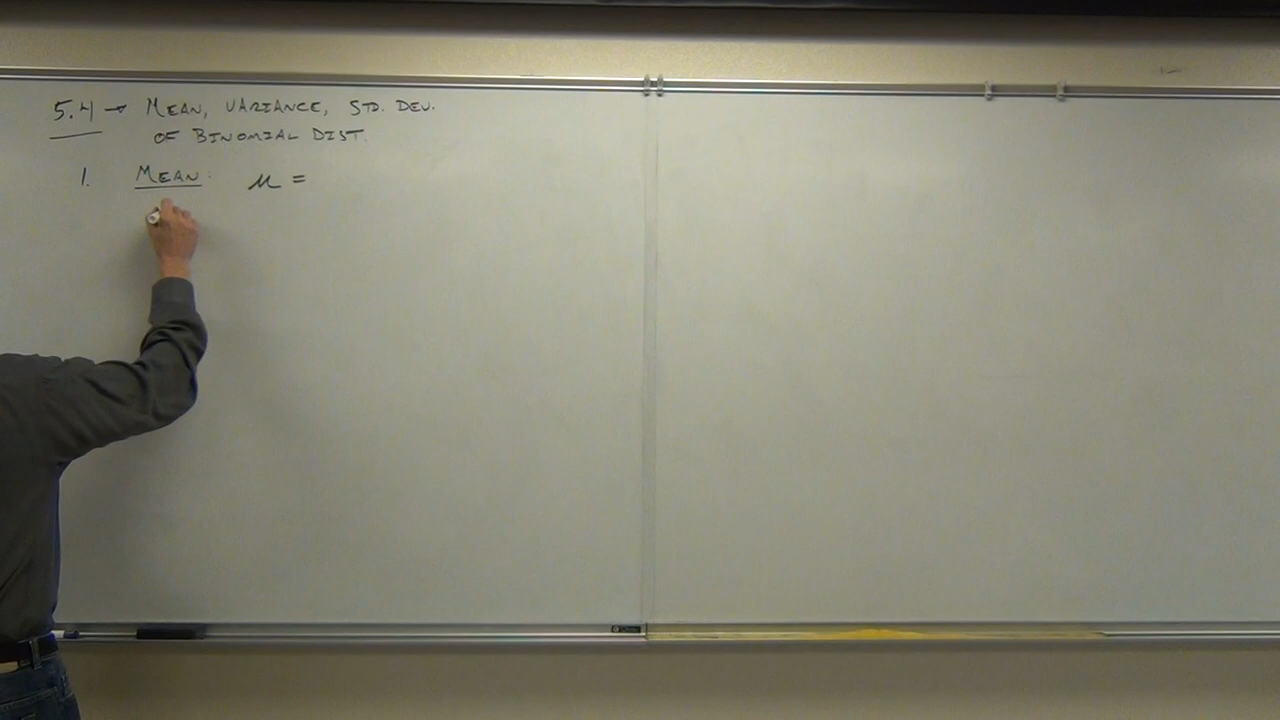 5.4 → MEAN, VARIANCE, STD. DEV.
OF BINOMIAL DIST.
1. MEAN: μ =